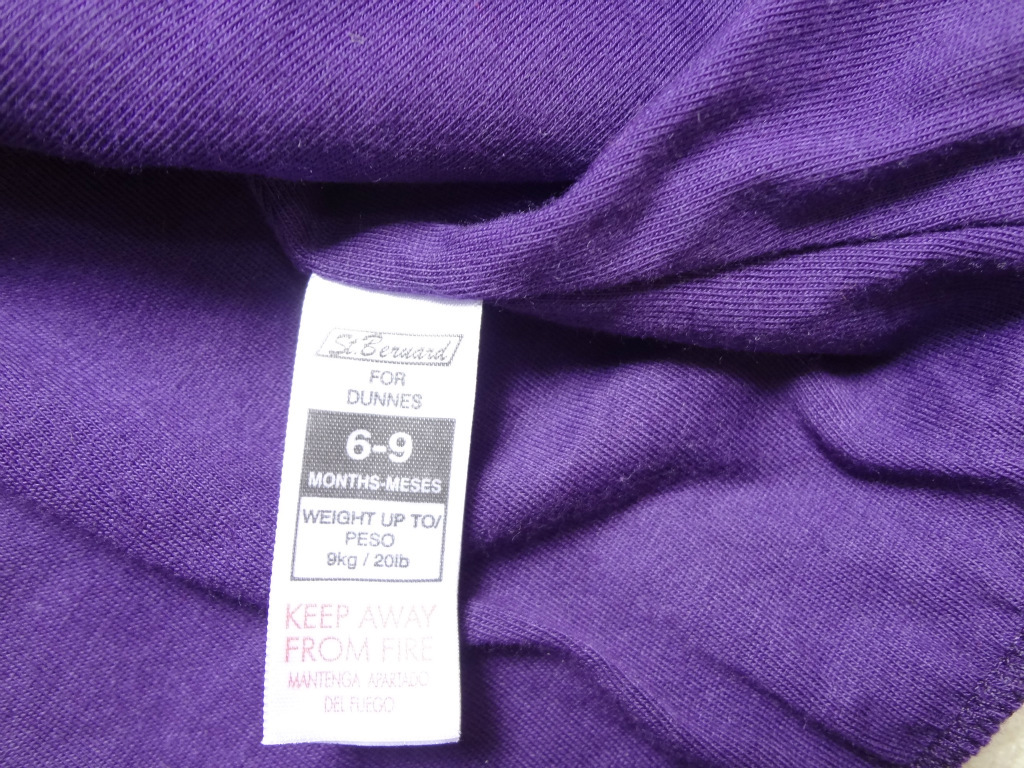 St. Bernard
FOR
DUNNES
6-9
MONTHS-MESES
WEIGHT UP TO/
PESO
9kg / 20lb
KEEP AWAY
FROM FIRE
MANTENGA APARTADO
DEL FUEGO